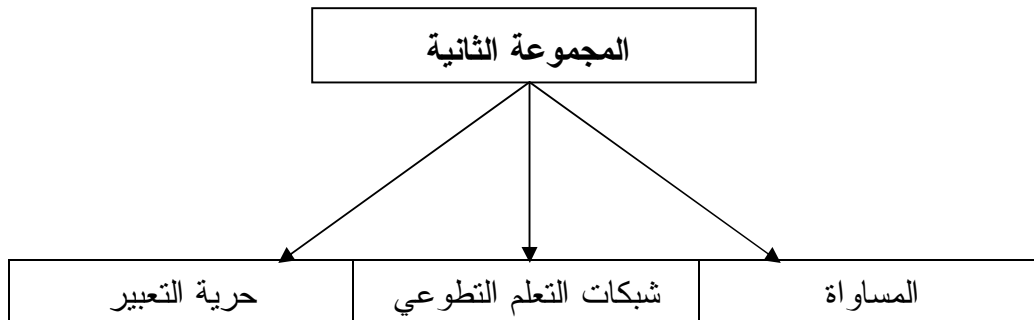 المجموعة الثانية
المساواة
شبكات التعلم التطوعي
حرية التعبير